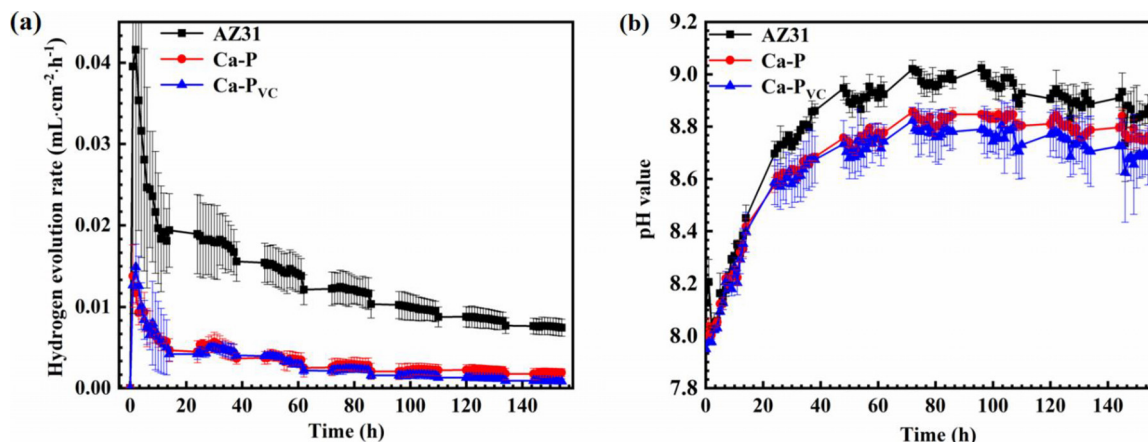 (a)
Hydrogen evolution rate (mL·cm⁻²·h⁻¹)
0.04
0.03
0.02
0.01
0.00
AZ31
Ca-P
Ca-PVC
0 20 40 60 80 100 120 140
Time (h)
(b)
pH value
9.2
9.0
8.8
8.6
8.4
8.2
8.0
7.8
AZ31
Ca-P
Ca-PVC
0 20 40 60 80 100 120 140
Time (h)